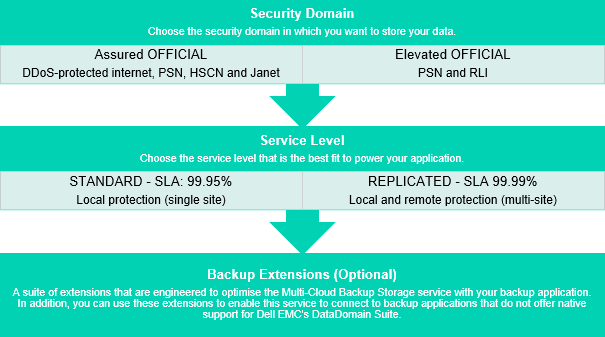 Security Domain
Choose the security domain in which you want to store your data.
Assured OFFICIAL
DDoS-protected internet, PSN, HSCN and Janet
Elevated OFFICIAL
PSN and RLI
Service Level
Choose the service level that is the best fit to power your application.
STANDARD - SLA: 99.95%
Local protection (single site)
REPLICATED - SLA 99.99%
Local and remote protection (multi-site)
Backup Extensions (Optional)
A suite of extensions that are engineered to optimise the Multi-Cloud Backup Storage service with your backup application.
In addition, you can use these extensions to enable this service to connect to backup applications that do not offer native
support for Dell EMC's DataDomain Suite.